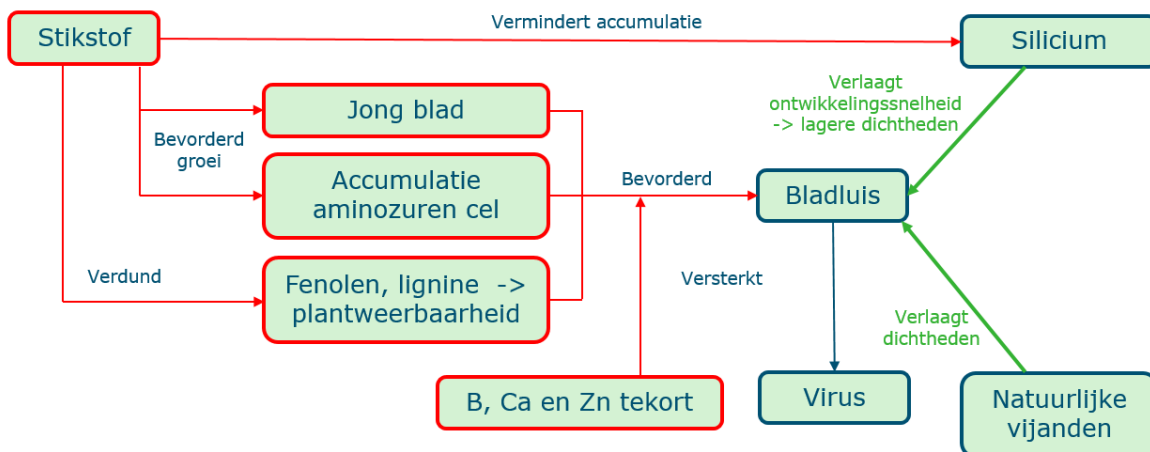 Stikstof
Vermindert accumulatie
Silicium
Verlaagt
ontwikkelingssnelheid
-> lagere dichtheden
Jong blad
Bevorderd
groei
Accumulatie
aminozuren cel
Bevorderd
Bladluis
Verdund
Fenolen, lignine ->
plantweerbaarheid
Versterkt
Verlaagt
dichtheden
B, Ca en Zn tekort
Virus
Natuurlijke
vijanden